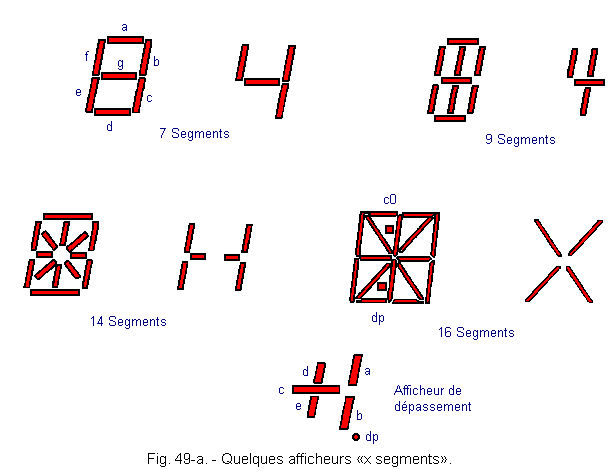 a
f
g
b
e
c
d
7 Segments
9 Segments
14 Segments
c0
dp
16 Segments
d
a
c
e
b
dp
Afficheur de
dépassement
Fig. 49-a. - Quelques afficheurs «x segments».